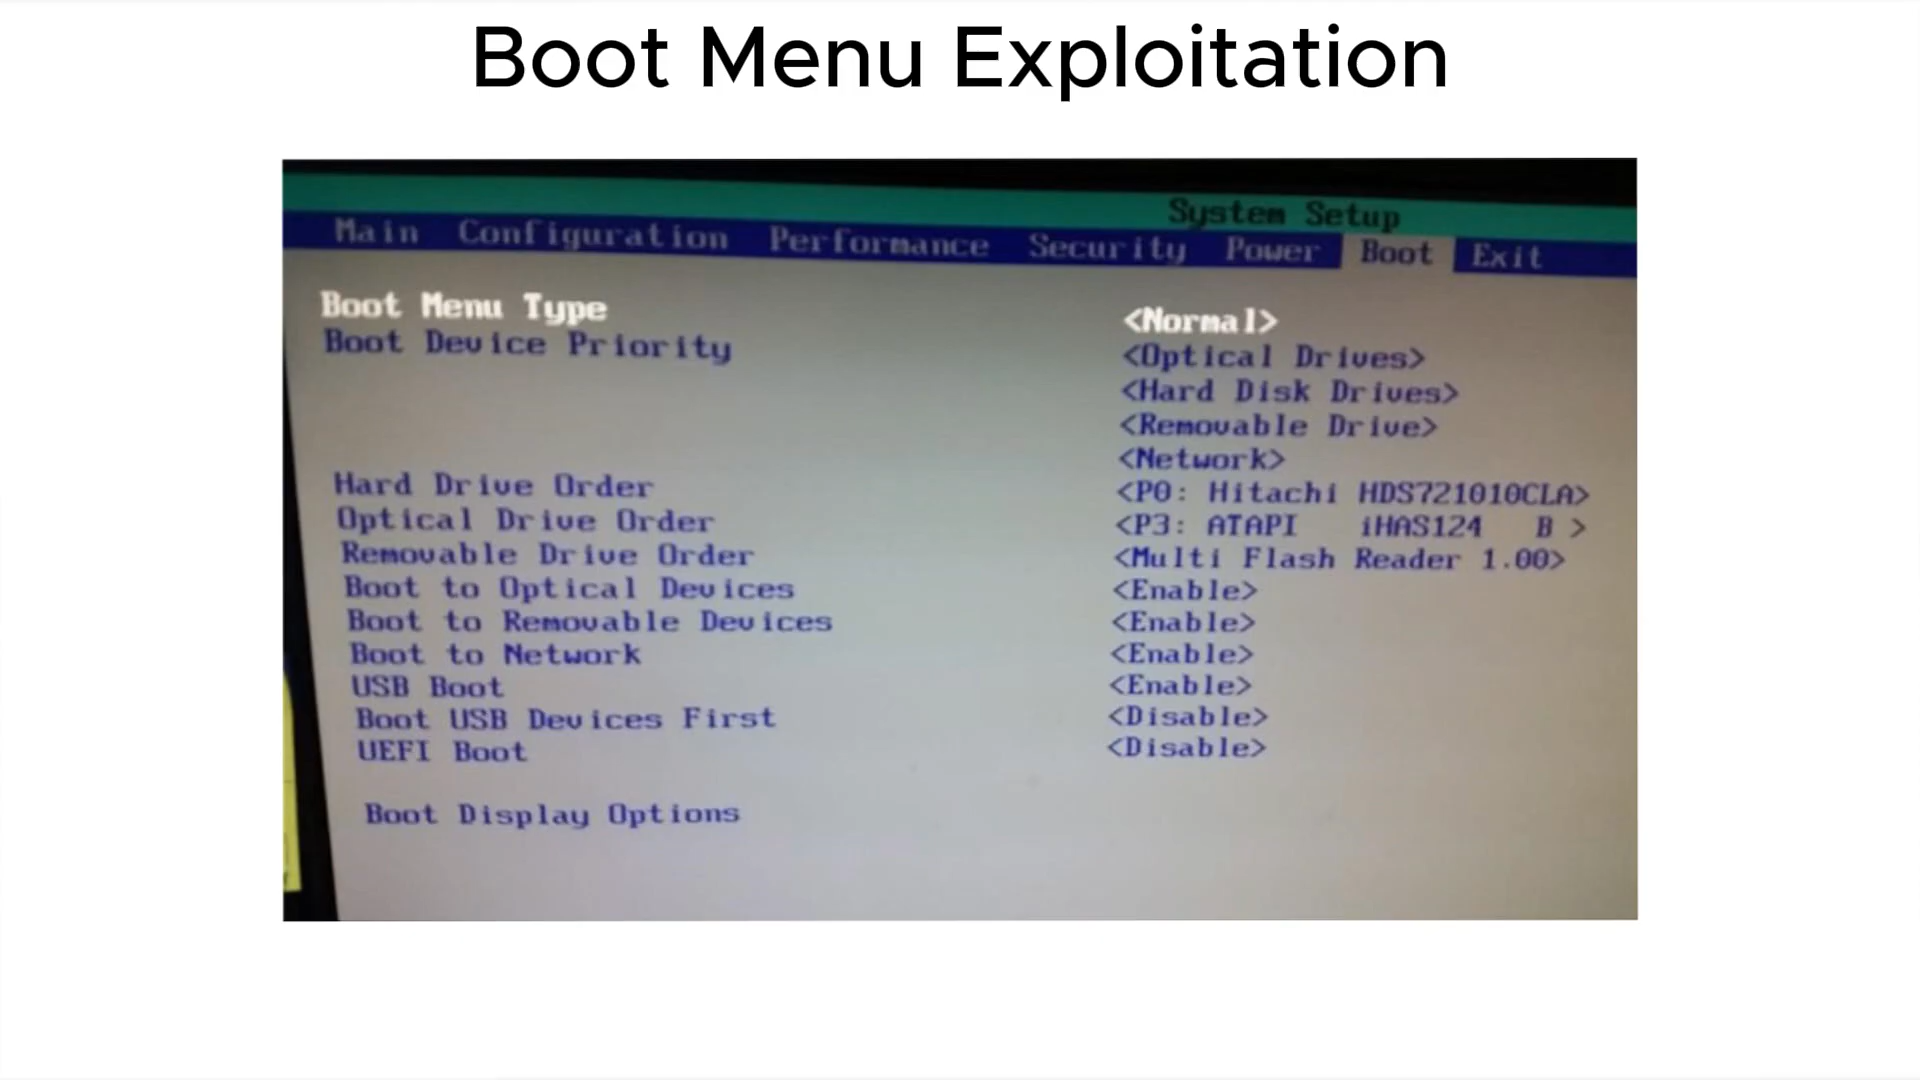 Boot Menu Exploitation
System Setup
Main Configuration Performance Security Power Boot Exit
Boot Menu Type <Normal>
Boot Device Priority <Optical Drives>
<Hard Disk Drives>
<Removable Drive>
<Network>
Hard Drive Order <P0: Hitachi HDS721010CLA>
Optical Drive Order <P3: ATAPI iHAS124 B >
Removable Drive Order <Multi Flash Reader 1.00>
Boot to Optical Devices <Enable>
Boot to Removable Devices <Enable>
Boot to Network <Enable>
USB Boot <Enable>
Boot USB Devices First <Disable>
UEFI Boot <Disable>
Boot Display Options